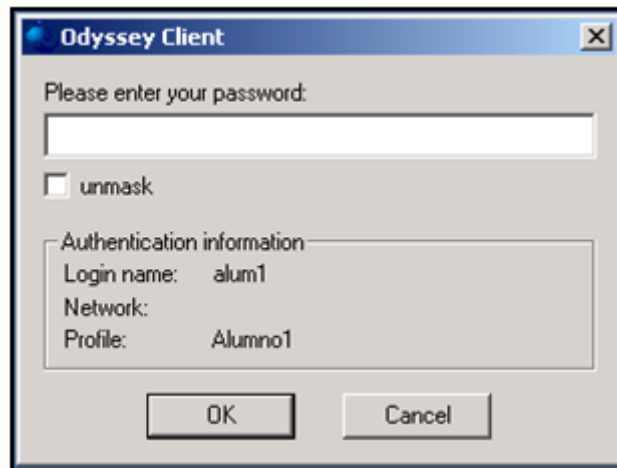 Odyssey Client
Please enter your password:
unmask
Authentication information
Login name: alum1
Network:
Profile: Alumno1
OK Cancel